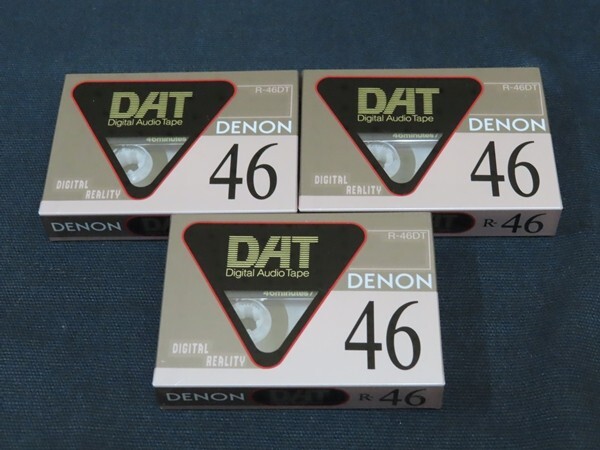 DAT
Digital Audio Tape
46minutes
R-46DT
DENON
46
DIGITAL
REALITY
DENON
DAT
Digital Audio Tape
46minutes
R-46DT
DENON
46
DIGITAL
REALITY
R-46
DAT
Digital Audio Tape
46minutes
R-46DT
DENON
46
DIGITAL
REALITY
DENON
DAT
R-46